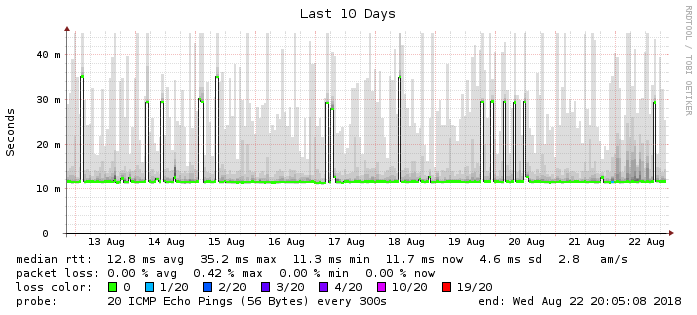 Last 10 Days
RRDTOOL / TOBI OETIKER
Seconds
40 m
30 m
20 m
10 m
0
13 Aug 14 Aug 15 Aug 16 Aug 17 Aug 18 Aug 19 Aug 20 Aug 21 Aug 22 Aug
median rtt: 12.8 ms avg 35.2 ms max 11.3 ms min 11.7 ms now 4.6 ms sd 2.8 am/s
packet loss: 0.00 % avg 0.42 % max 0.00 % min 0.00 % now
loss color: 0 1/20 2/20 3/20 4/20 10/20 19/20
probe: 20 ICMP Echo Pings (56 Bytes) every 300s end: Wed Aug 22 20:05:08 2018